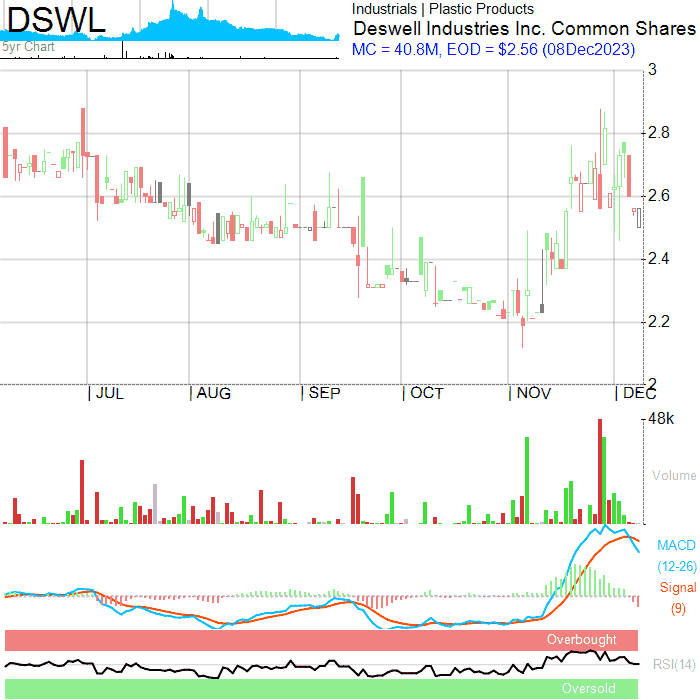 DSWL
5yr Chart
Industrials | Plastic Products
Deswell Industries Inc. Common Shares
MC = 40.8M, EOD = $2.56 (08Dec2023)
3
2.8
2.6
2.4
2.2
2
| JUL | AUG | SEP | OCT | NOV | DEC
48k
Volume
MACD
(12-26)
Signal
(9)
Overbought
RSI(14)
Oversold